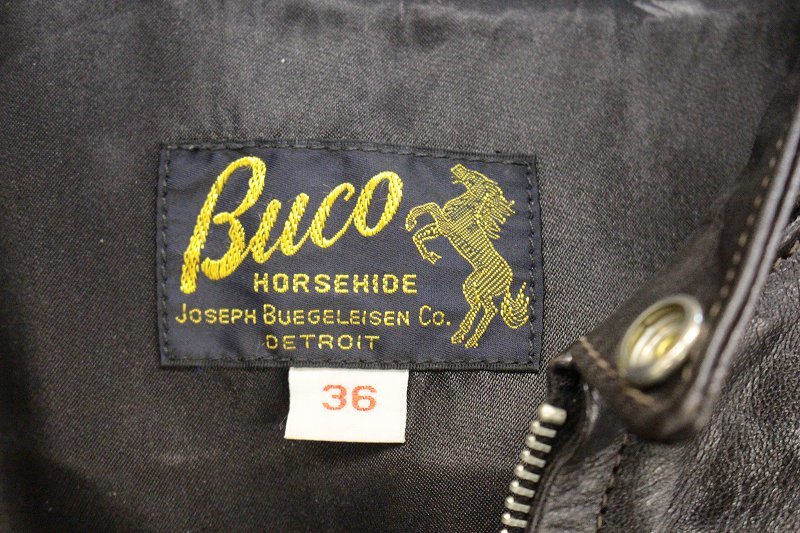 Buco
HORSEHIDE
JOSEPH BUEGELEISEN CO.
DETROIT
36